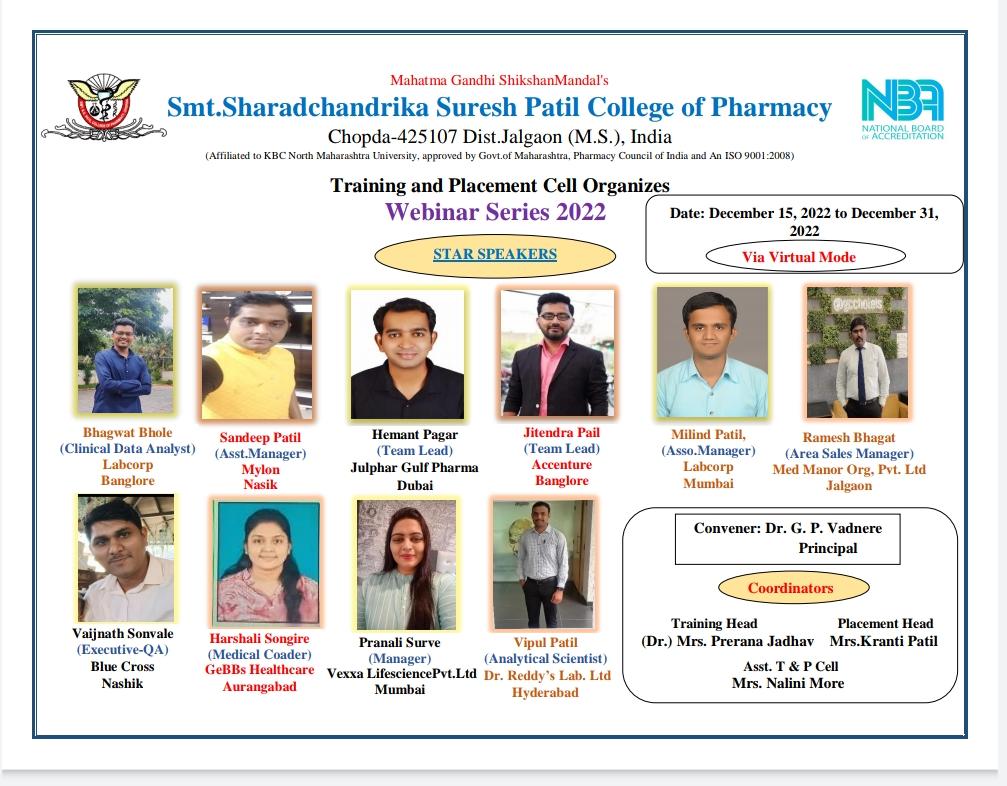 Mahatma Gandhi ShikshanMandal's
Smt.Sharadchandrika Suresh Patil College of Pharmacy
Chopda-425107 Dist.Jalgaon (M.S.), India
(Affiliated to KBC North Maharashtra University, approved by Govt.of Maharashtra, Pharmacy Council of India and An ISO 9001:2008)
NBA
NATIONAL BOARD
OF ACCREDITATION
Training and Placement Cell Organizes
Webinar Series 2022
Date: December 15, 2022 to December 31,
2022
Via Virtual Mode
STAR SPEAKERS
Bhagwat Bhole
(Clinical Data Analyst)
Labcorp
Banglore
Sandeep Patil
(Asst.Manager)
Mylon
Nasik
Hemant Pagar
(Team Lead)
Julphar Gulf Pharma
Dubai
Jitendra Pail
(Team Lead)
Accenture
Banglore
Milind Patil,
(Asso.Manager)
Labcorp
Mumbai
Ramesh Bhagat
(Area Sales Manager)
Med Manor Org, Pvt. Ltd
Jalgaon
Vaijnath Sonvale
(Executive-QA)
Blue Cross
Nashik
Harshali Songire
(Medical Coader)
GeBBs Healthcare
Aurangabad
Pranali Surve
(Manager)
Vexxa LifesciencePvt.Ltd
Mumbai
Vipul Patil
(Analytical Scientist)
Dr. Reddy's Lab. Ltd
Hyderabad
Convener: Dr. G. P. Vadnere
Principal
Coordinators
Training Head
(Dr.) Mrs. Prerana Jadhav
Placement Head
Mrs.Kranti Patil
Asst. T & P Cell
Mrs. Nalini More